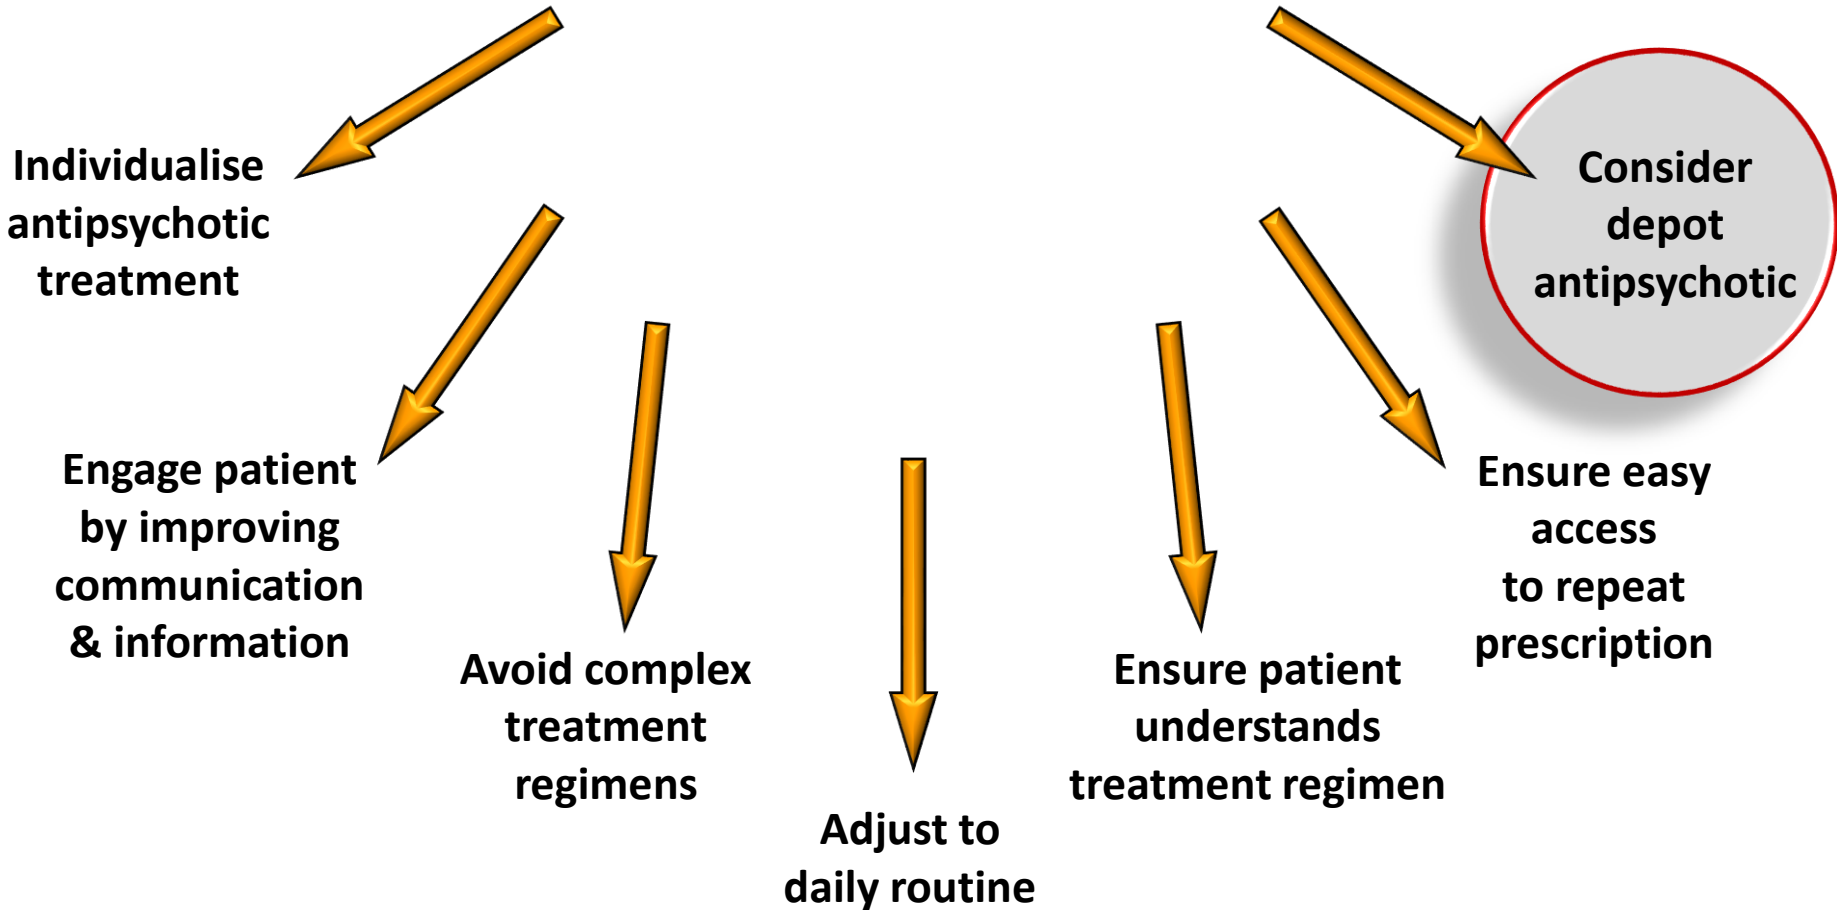 Individualise
antipsychotic
treatment
Consider
depot
antipsychotic
Engage patient
by improving
communication
& information
Ensure easy
access
to repeat
prescription
Avoid complex
treatment
regimens
Ensure patient
understands
treatment regimen
Adjust to
daily routine